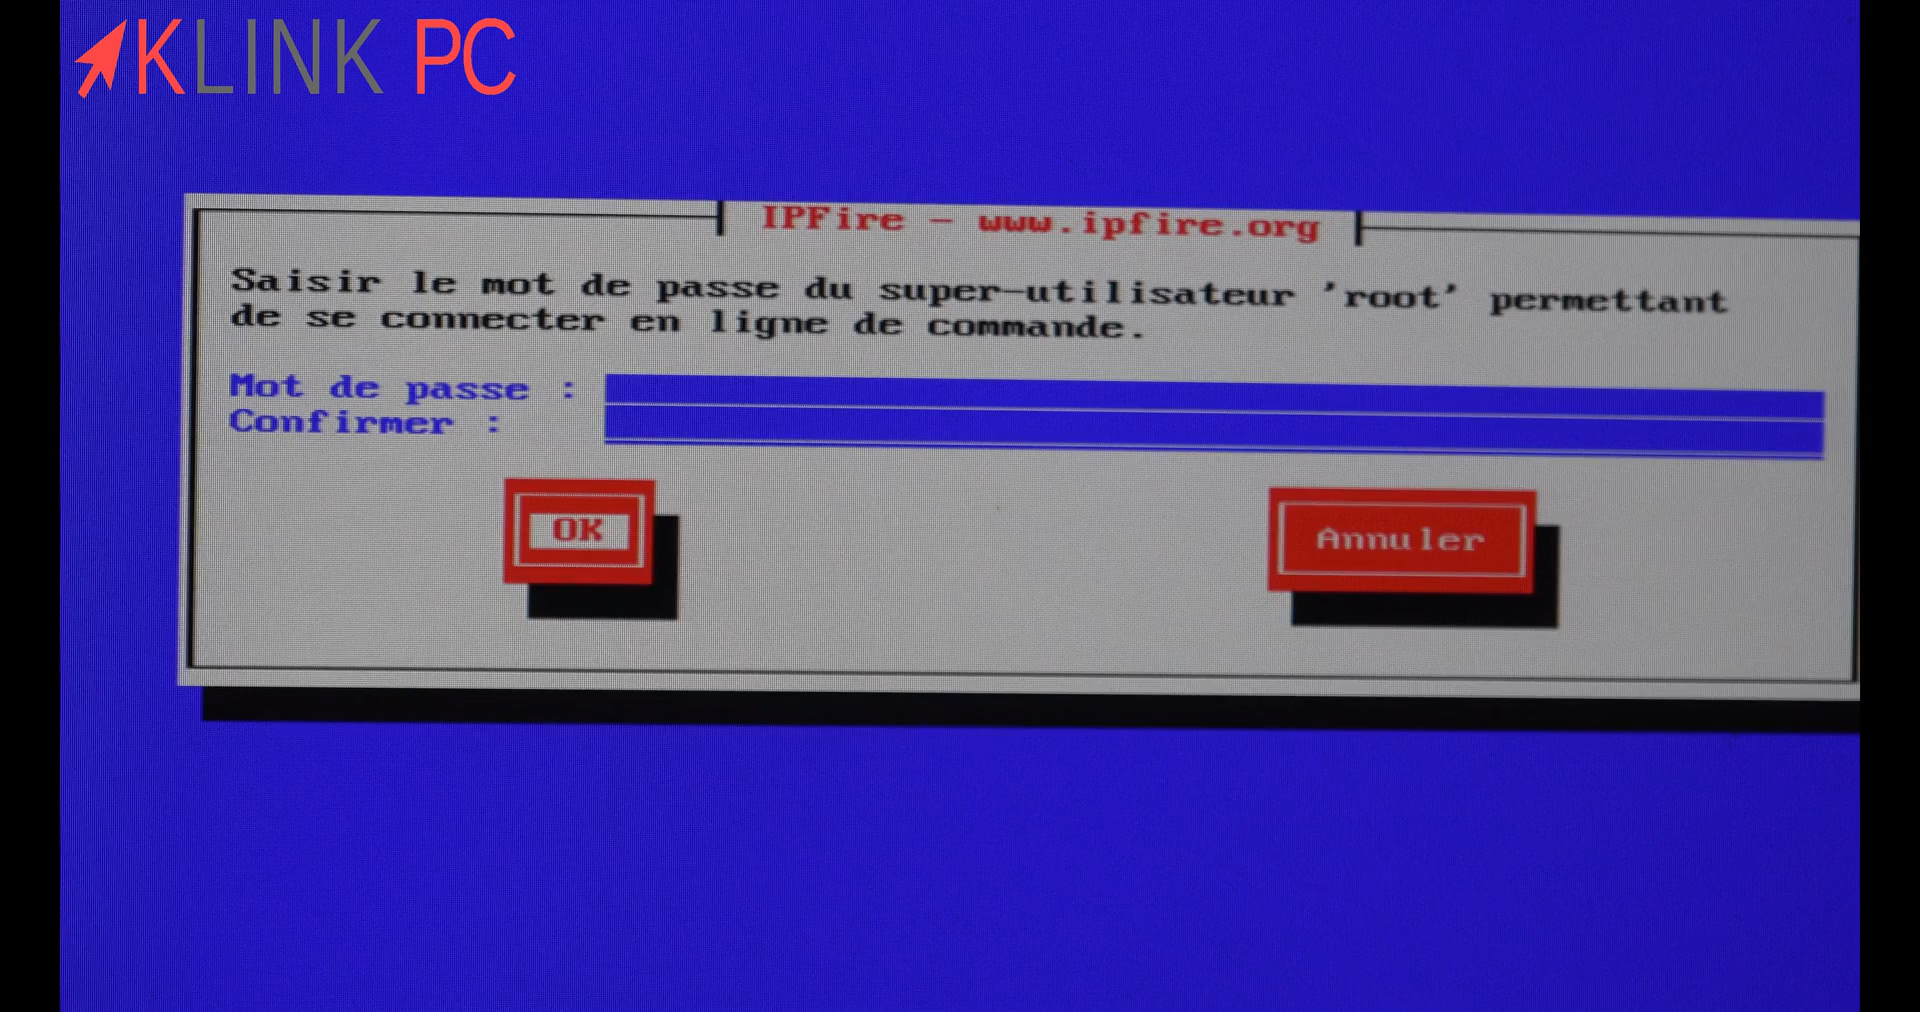 KLINK PC
IPFire - www.ipfire.org
Saisir le mot de passe du super-utilisateur 'root' permettant
de se connecter en ligne de commande.
Mot de passe :
Confirmer :
OK
Annuler